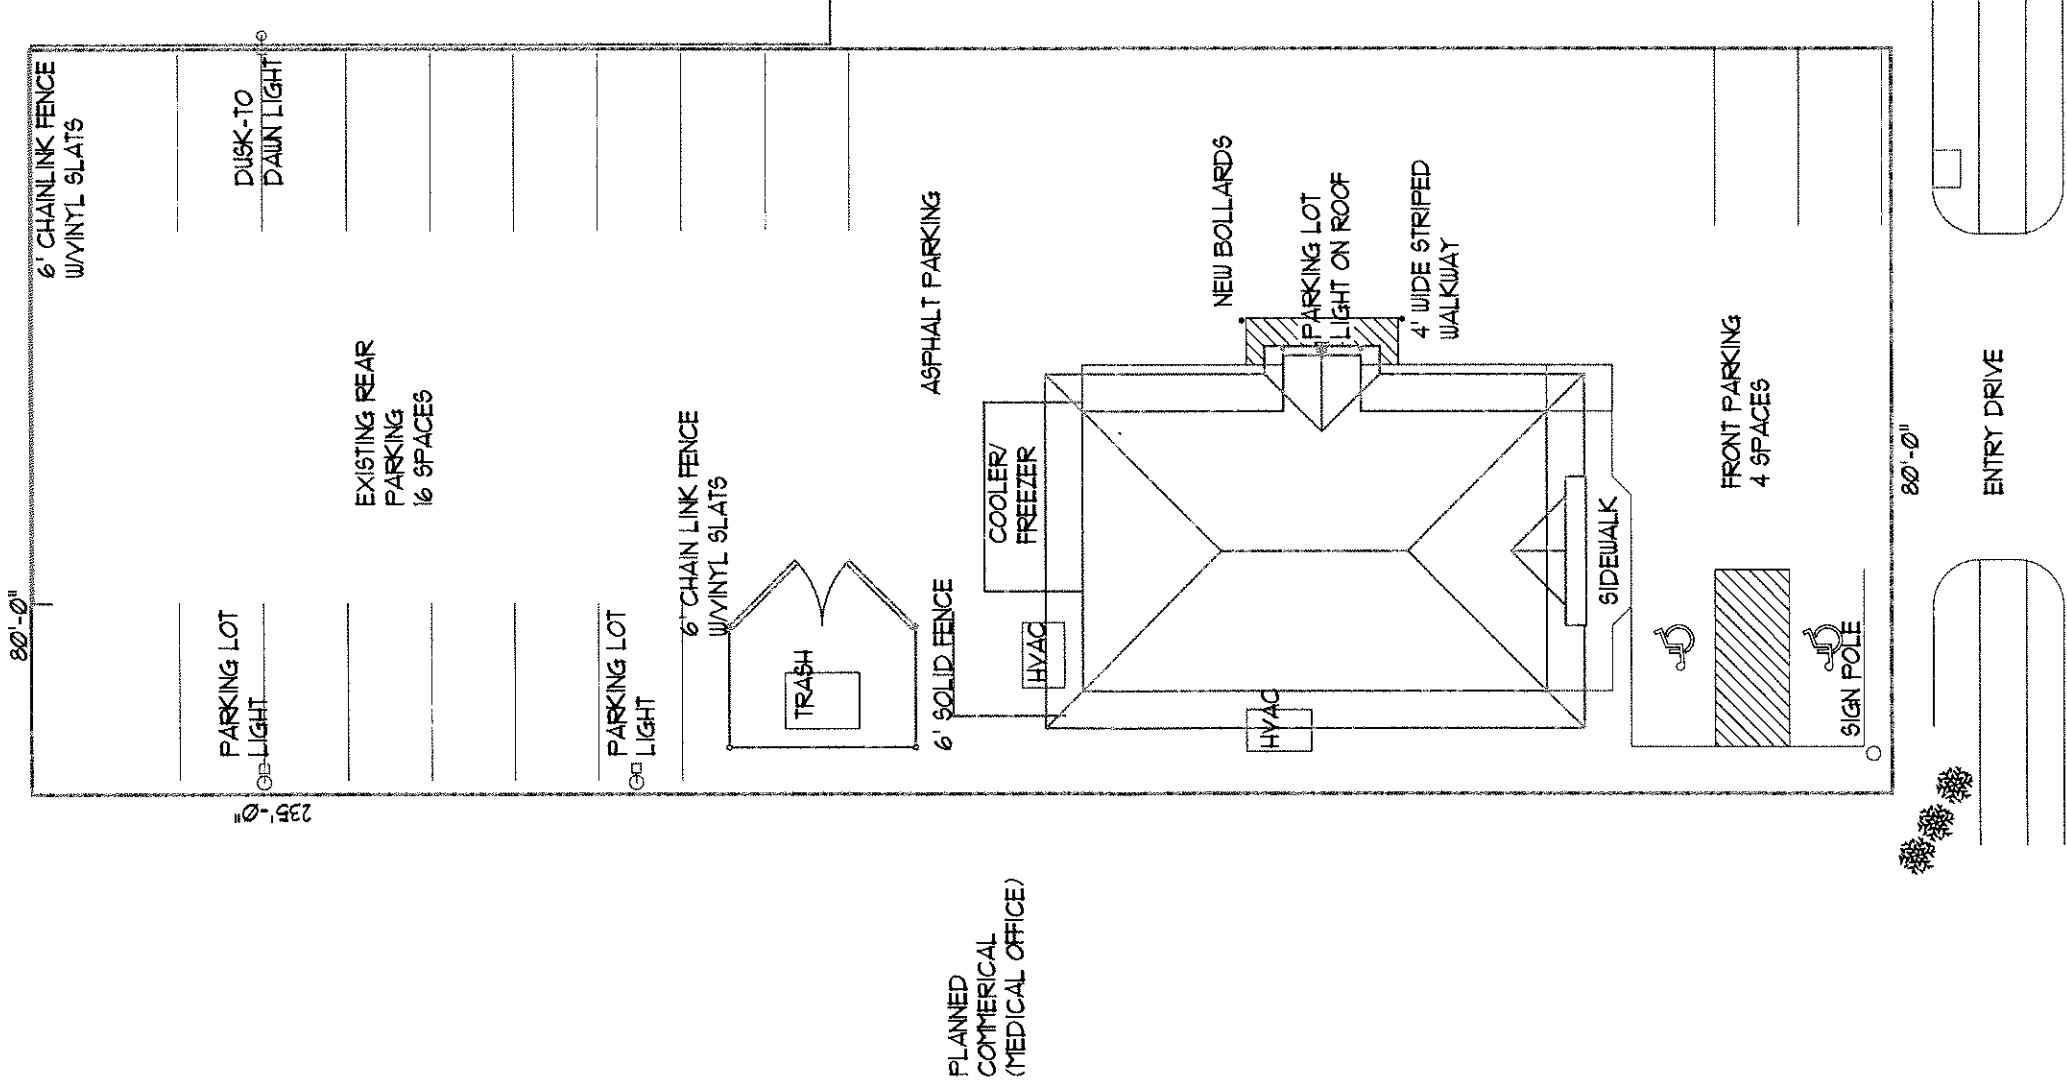 80'-0"
6' CHAINLINK FENCE
W/VINYL SLATS
DUSK-TO
DAWN LIGHT
235'-0"
PARKING LOT
LIGHT
EXISTING REAR
PARKING
16 SPACES
PARKING LOT
LIGHT
6' CHAIN LINK FENCE
W/VINYL SLATS
TRASH
6' SOLID FENCE
ASPHALT PARKING
COOLER/
FREEZER
HVAC
HVAC
NEW BOLLARDS
PARKING LOT
LIGHT ON ROOF
4' WIDE STRIPED
WALKWAY
SIDEWALK
FRONT PARKING
4 SPACES
SIGN POLE
80'-0"
ENTRY DRIVE
PLANNED
COMMERICAL
(MEDICAL OFFICE)